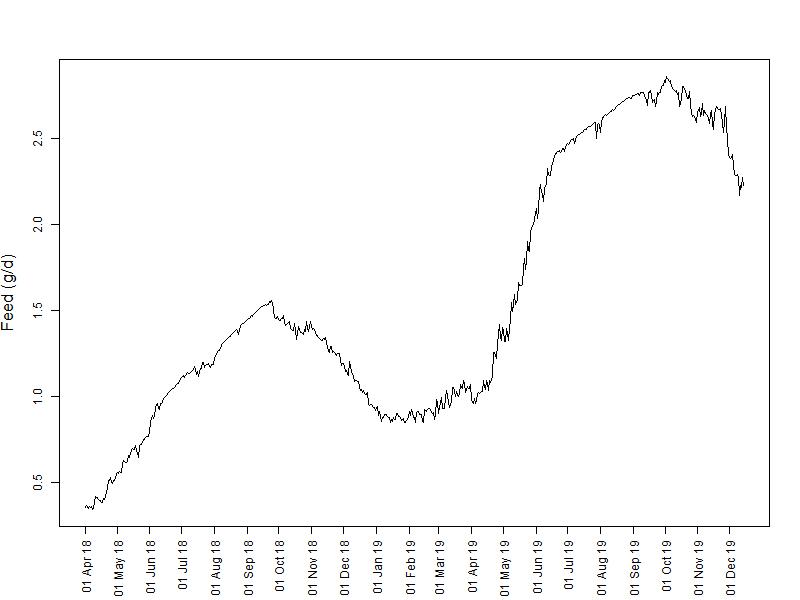 Feed (g/d)
2.5
2.0
1.5
1.0
0.5
01 Apr 18
01 May 18
01 Jun 18
01 Jul 18
01 Aug 18
01 Sep 18
01 Oct 18
01 Nov 18
01 Dec 18
01 Jan 19
01 Feb 19
01 Mar 19
01 Apr 19
01 May 19
01 Jun 19
01 Jul 19
01 Aug 19
01 Sep 19
01 Oct 19
01 Nov 19
01 Dec 19